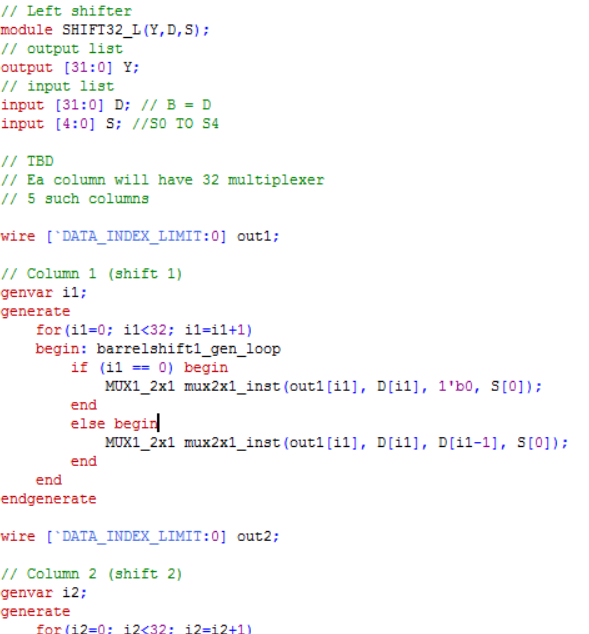 // Left shifter
module SHIFT32_L(Y,D,S);
// output list
output [31:0] Y;
// input list
input [31:0] D; // B = D
input [4:0] S; //S0 TO S4
// TBD
// Ea column will have 32 multiplexer
// 5 such columns
wire [`DATA_INDEX_LIMIT:0] out1;
// Column 1 (shift 1)
genvar i1;
generate
    for(i1=0; i1<32; i1=i1+1)
    begin: barrelshift1_gen_loop
        if (i1 == 0) begin
            MUX1_2x1 mux2x1_inst(out1[i1], D[i1], 1'b0, S[0]);
        end
        else begin
            MUX1_2x1 mux2x1_inst(out1[i1], D[i1], D[i1-1], S[0]);
        end
    end
endgenerate
wire [`DATA_INDEX_LIMIT:0] out2;
// Column 2 (shift 2)
genvar i2;
generate
    for(i2=0; i2<32; i2=i2+1)